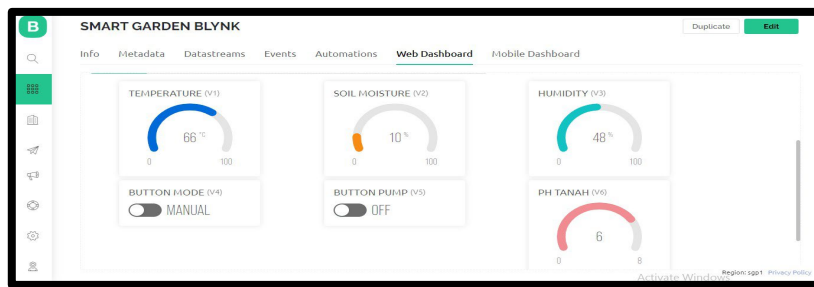 B
SMART GARDEN BLYNK
Duplicate
Edit
Info Metadata Datastreams Events Automations Web Dashboard Mobile Dashboard
TEMPERATURE (V1)
66 °C
0 100
SOIL MOISTURE (V2)
10 %
0 100
HUMIDITY (V3)
48 %
0 100
BUTTON MODE (V4)
MANUAL
BUTTON PUMP (V5)
OFF
PH TANAH (V6)
6
0 8
Activate Windows
Region: sgp1 Privacy Policy